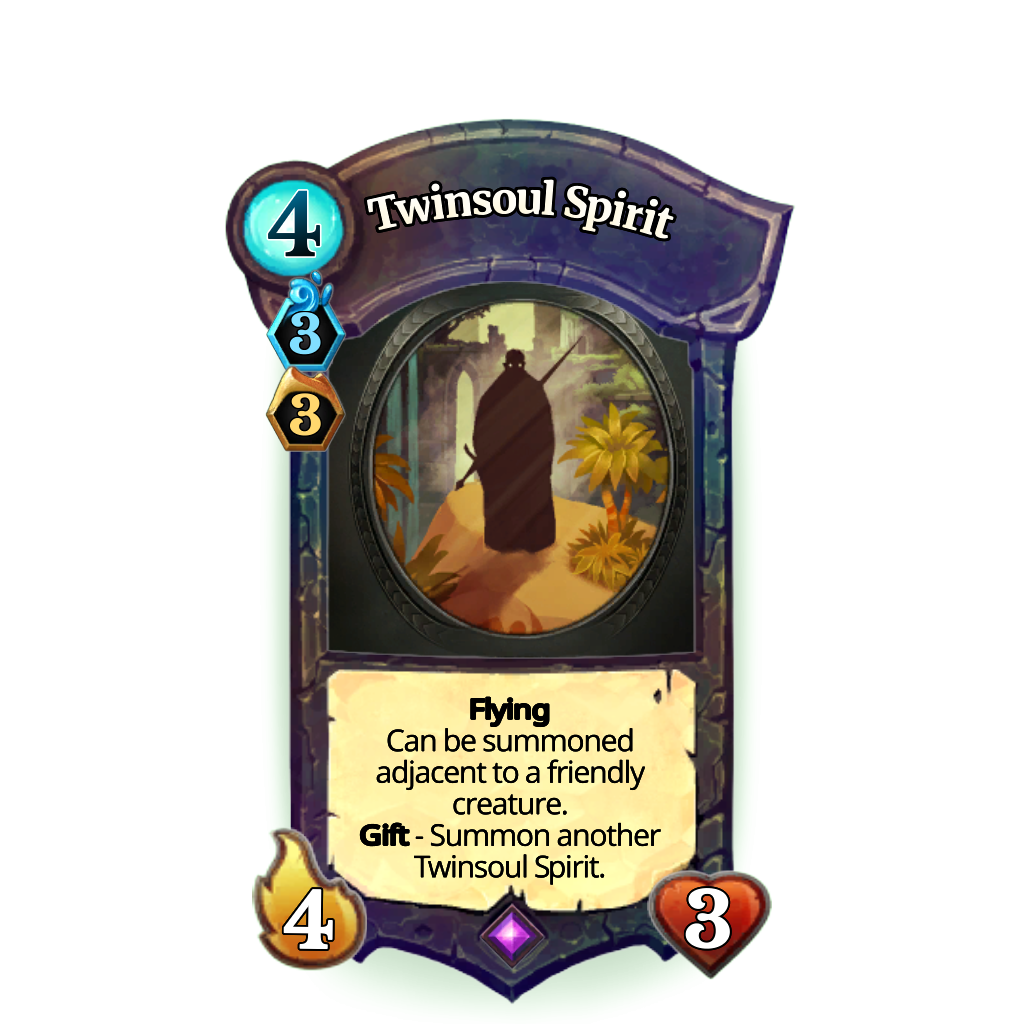 4
Twinsoul Spirit
3
3
Flying
Can be summoned
adjacent to a friendly
creature.
Gift - Summon another
Twinsoul Spirit.
4
3